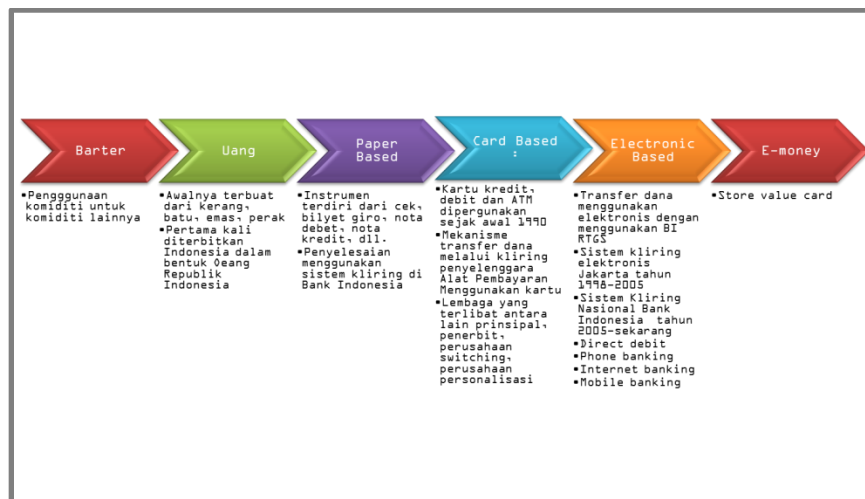 Barter
▪Pengggunaan
komiditi untuk
komiditi lainnya
Uang
▪Awalnya terbuat
dari kerang,
batu, emas, perak
▪Pertama kali
diterbitkan
Indonesia dalam
bentuk Oeang
Republik
Indonesia
Paper
Based
▪Instrumen
terdiri dari cek,
bilyet giro, nota
debet, nota
kredit, dll.
▪Penyelesaian
menggunakan
sistem kliring di
Bank Indonesia
Card Based
:
▪Kartu kredit,
debit dan ATM
dipergunakan
sejak awal 1990
▪Mekanisme
transfer dana
melalui kliring
penyelenggara
Alat Pembayaran
Menggunakan kartu
▪Lembaga yang
terlibat antara
lain prinsipal,
penerbit,
perusahaan
switching,
perusahaan
personalisasi
Electronic
Based
▪Transfer dana
menggunakan
elektronis dengan
menggunakan BI
RTGS
▪Sistem kliring
elektronis
Jakarta tahun
1998-2005
▪Sistem Kliring
Nasional Bank
Indonesia tahun
2005-sekarang
▪Direct debit
▪Phone banking
▪Internet banking
▪Mobile banking
E-money
▪Store value card